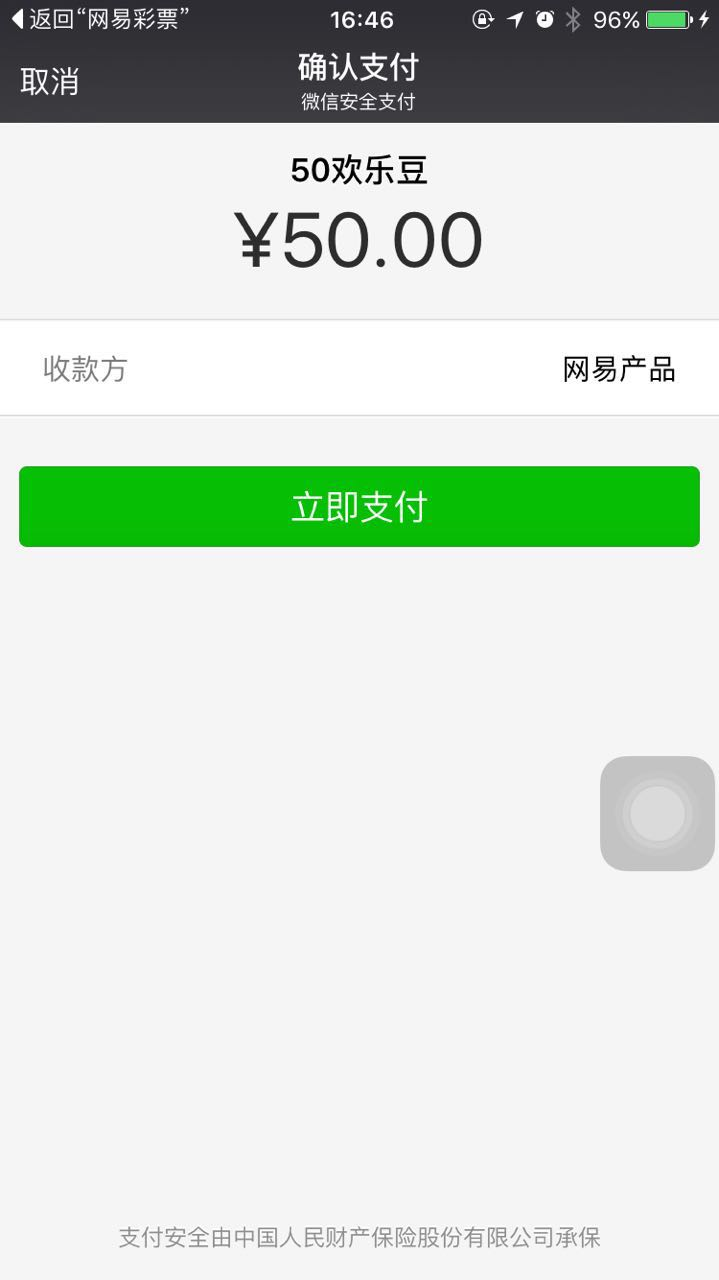 返回“网易彩票”
16:46
96%
取消
确认支付
微信安全支付
50欢乐豆
¥50.00
收款方
网易产品
立即支付
支付安全由中国人民财产保险股份有限公司承保